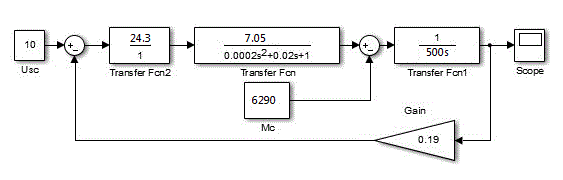 10
Usc
24.3
1
Transfer Fcn2
7.05
0.0002s²+0.02s+1
Transfer Fcn
1
500s
Transfer Fcn1
Scope
6290
Mc
Gain
0.19